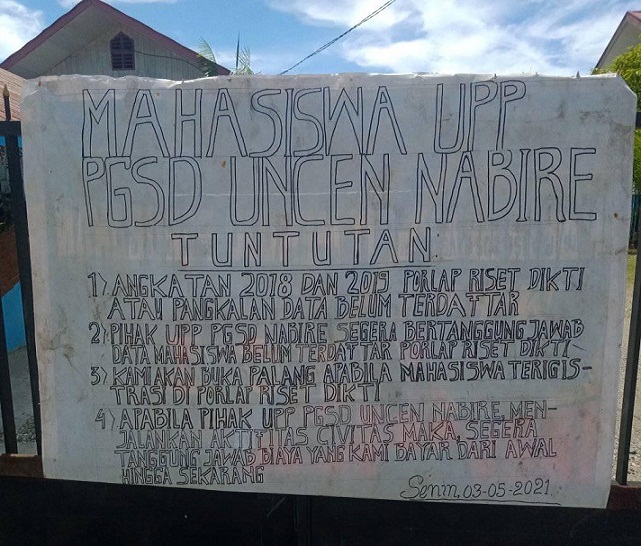 MAHASISWA UPP
PGSD UNCEN NABIRE
TUNTUTAN
1) ANGKATAN 2018 DAN 2019 PORLAP RISET DIKTI
ATAU PANGKALAN DATA BELUM TERDATTAR
2) PIHAK UPP PGSD NABIRE SEGERA BERTANGGUNG JAWAB
DATA MAHASISWA BELUM TERDATTAR PORLAP RISET DIKTI-
3) KAMI AKAN BUKA PALANG APABILA MAHASISWA TERIGIS-
TRASI DI PORLAP RISET DIKTI
4) APABILA PIHAK UPP PGSD UNCEN NABIRE, MEN-
JALANKAN AKTITITAS CIVITAS MAKA, SEGERA
TANGGUNG JAWAB BIAYA YANG KAMI BAYAR DARI AWAL
HINGGA SEKARANG
Senin, 03-05-2021